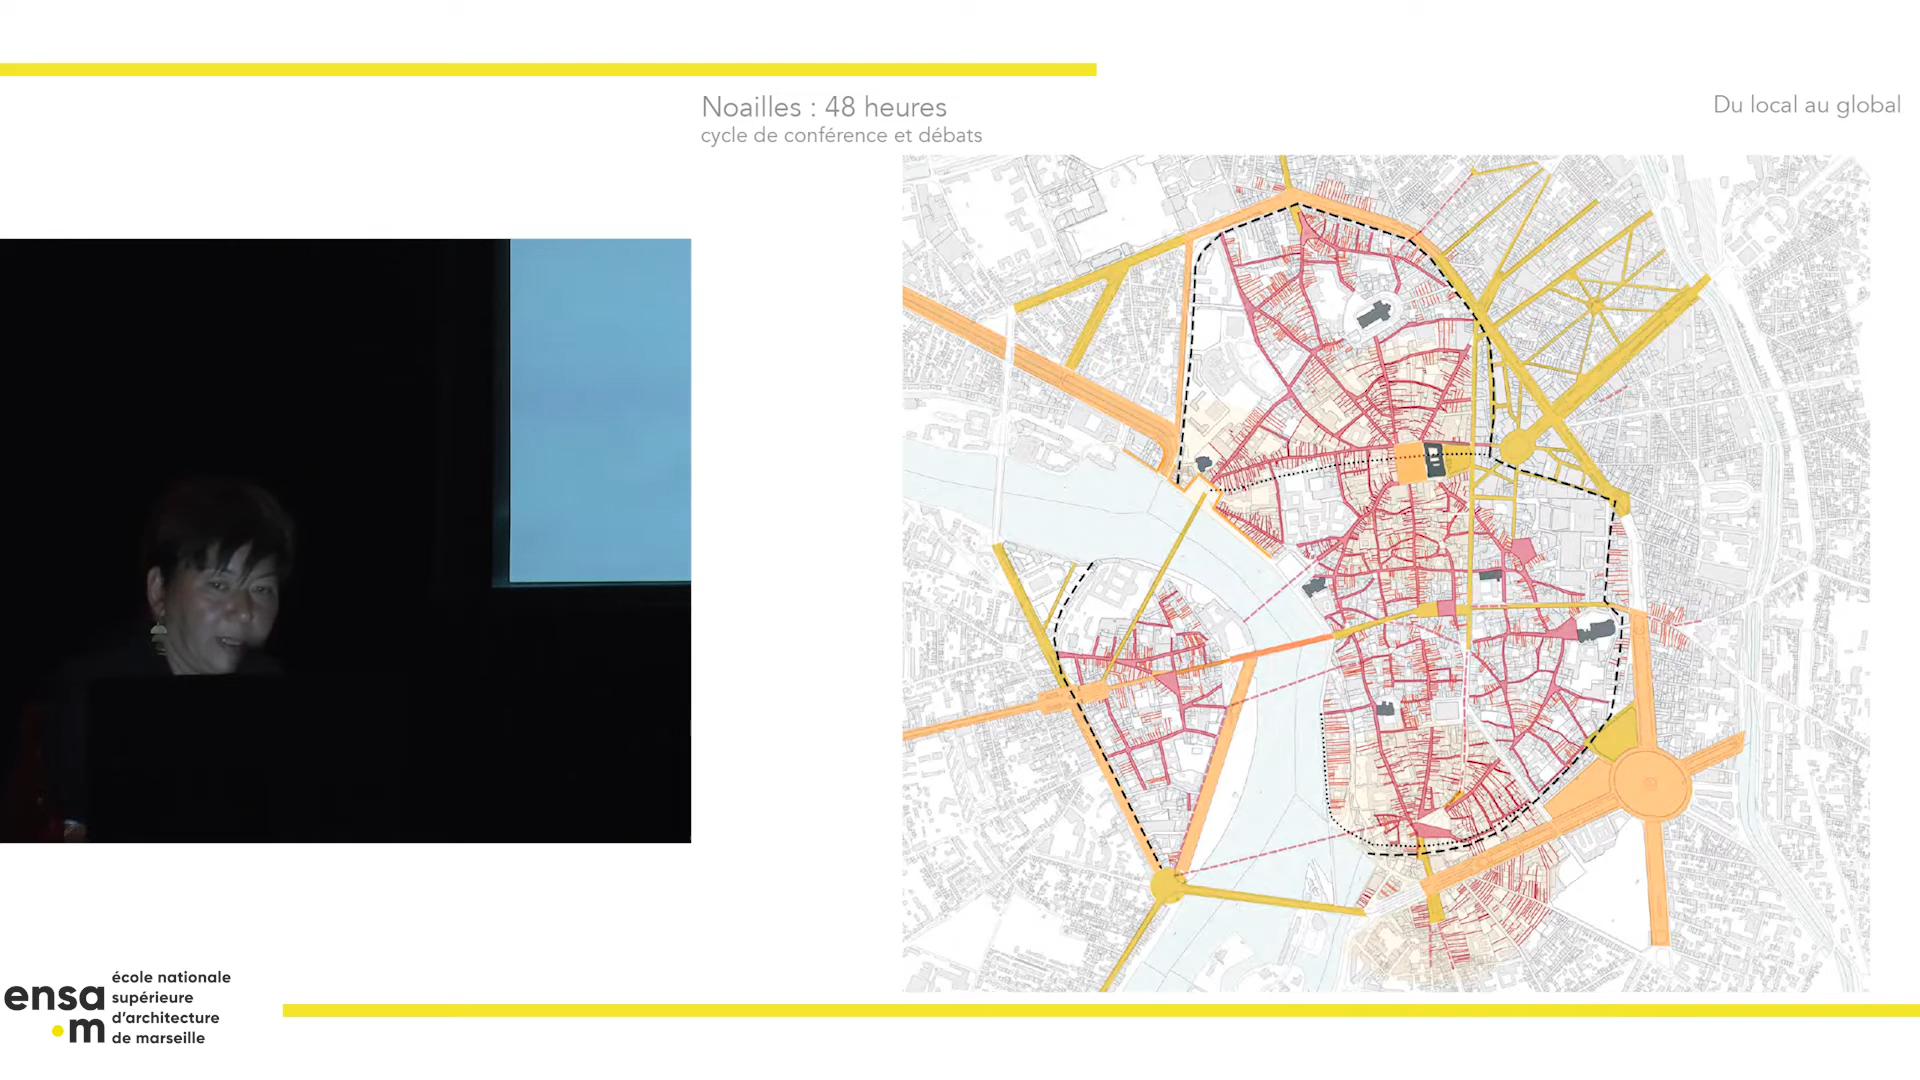 Noailles : 48 heures
cycle de conférence et débats
Du local au global
ensa
•m
école nationale
supérieure
d'architecture
de marseille